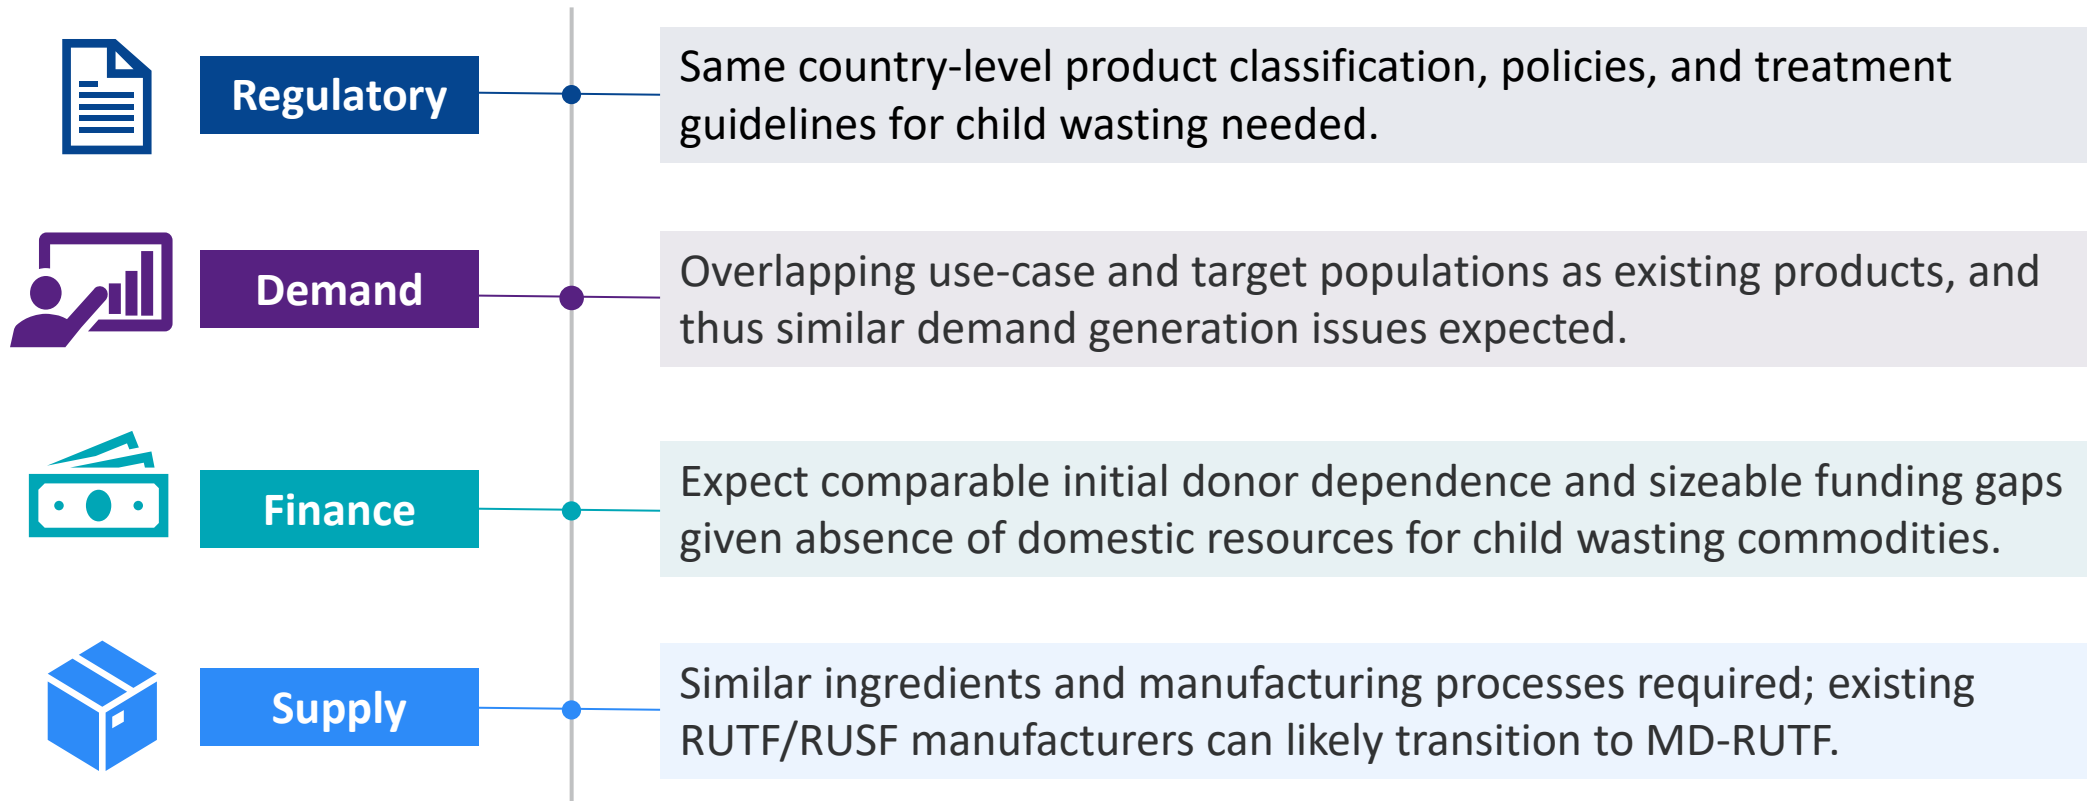 Regulatory
Same country-level product classification, policies, and treatment
guidelines for child wasting needed.
Demand
Overlapping use-case and target populations as existing products, and
thus similar demand generation issues expected.
Finance
Expect comparable initial donor dependence and sizeable funding gaps
given absence of domestic resources for child wasting commodities.
Supply
Similar ingredients and manufacturing processes required; existing
RUTF/RUSF manufacturers can likely transition to MD-RUTF.